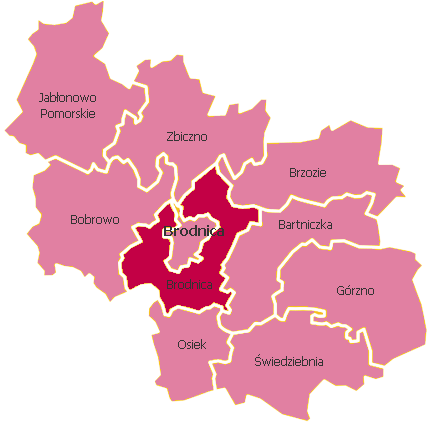 Jabłonowo
Pomorskie
Zbiczno
Brzozie
Bobrowo
Brodnica
Bartniczka
Brodnica
Górzno
Osiek
Świedziebnia